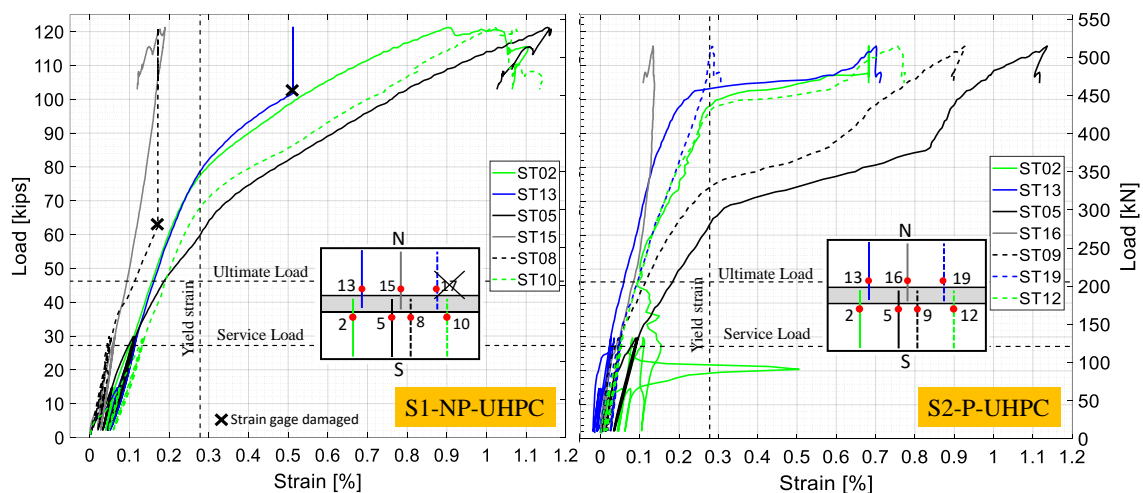 120
110
100
90
80
70
60
50
40
30
20
10
0
Load [kips]
0
0.1
0.2
0.3
0.4
0.5
0.6
0.7
0.8
0.9
1
1.1
1.2
Strain [%]
ST02
ST13
ST05
ST15
ST08
ST10
N
13
15
17
2
5
8
10
S
Ultimate Load
Service Load
Yield strain
Strain gage damaged
S1-NP-UHPC
550
500
450
400
350
300
250
200
150
100
50
0
Load [kN]
0
0.1
0.2
0.3
0.4
0.5
0.6
0.7
0.8
0.9
1
1.1
1.2
Strain [%]
ST02
ST13
ST05
ST16
ST09
ST19
ST12
N
13
16
19
2
5
9
12
S
Ultimate Load
Service Load
Yield strain
S2-P-UHPC